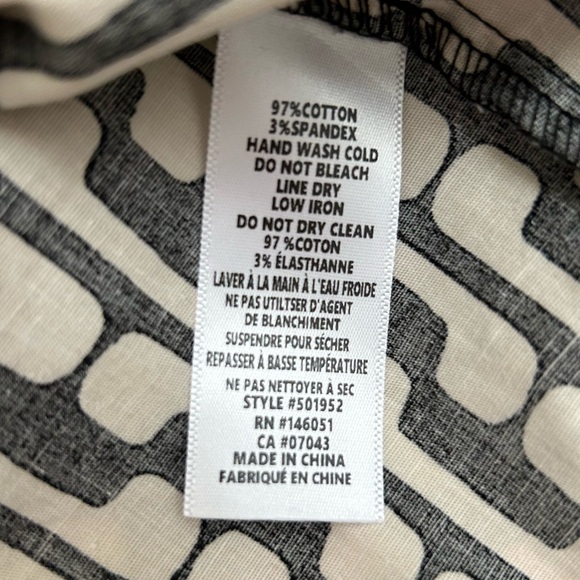 97%COTTON
3%SPANDEX
HAND WASH COLD
DO NOT BLEACH
LINE DRY
LOW IRON
DO NOT DRY CLEAN
97 %COTON
3% ÉLASTHANNE
LAVER À LA MAIN À L'EAU FROIDE
NE PAS UTILTSER D'AGENT
DE BLANCHIMENT
SUSPENDRE POUR SÉCHER
REPASSER À BASSE TEMPÉRATURE
NE PAS NETTOYER À SEC
STYLE #501952
RN #146051
CA #07043
MADE IN CHINA
FABRIQUÉ EN CHINE